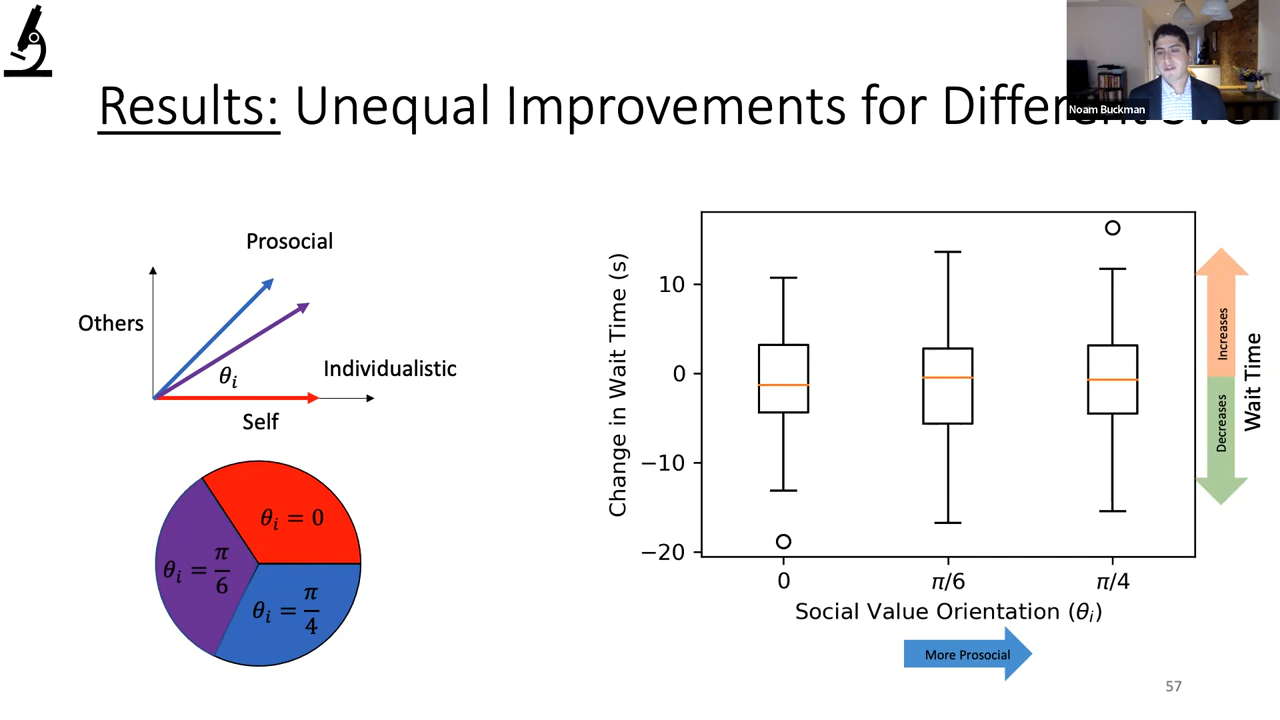 Noam Buckman
Results: Unequal Improvements for Different
Prosocial
Others
θi
Individualistic
Self
θi = 0
θi = π/6
θi = π/4
Change in Wait Time (s)
10
0
−10
−20
0
π/6
π/4
Social Value Orientation (θi)
More Prosocial
Increases
Decreases
Wait Time
57